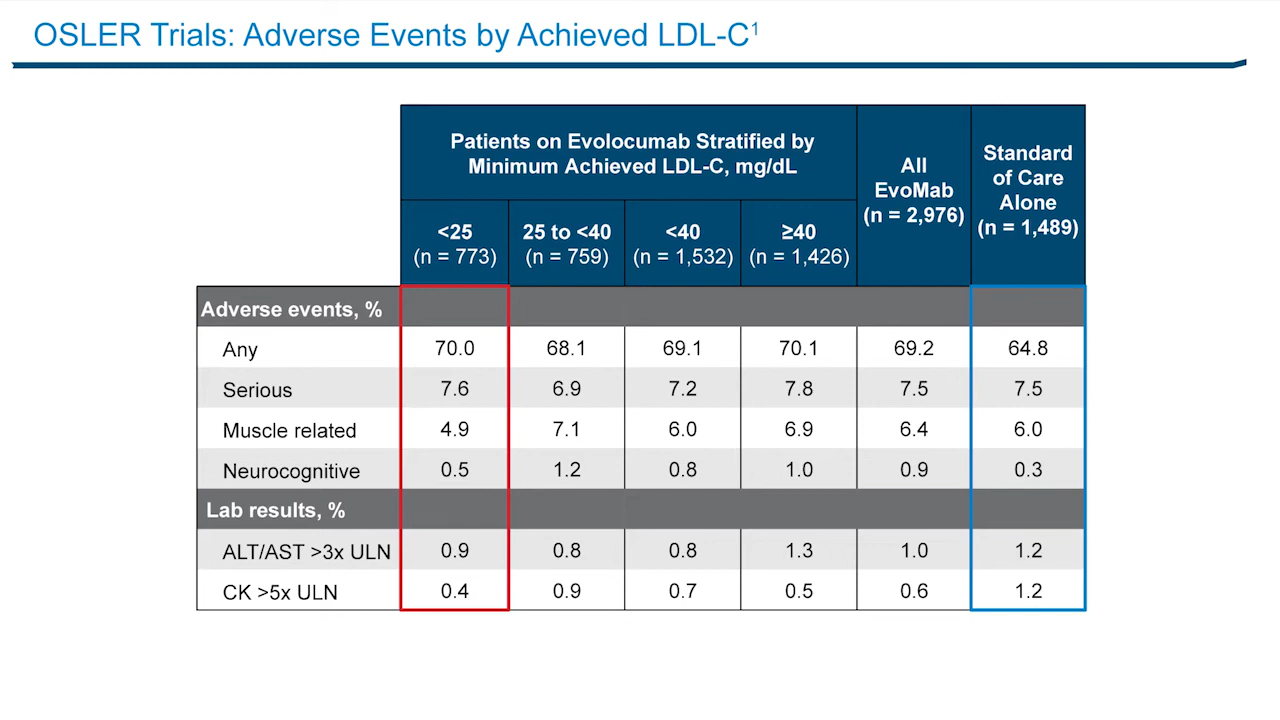 OSLER Trials: Adverse Events by Achieved LDL-C1
Patients on Evolocumab Stratified by
Minimum Achieved LDL-C, mg/dL
All
EvoMab
(n = 2,976)
Standard
of Care
Alone
(n = 1,489)
<25
(n = 773)
25 to <40
(n = 759)
<40
(n = 1,532)
≥40
(n = 1,426)
Adverse events, %
Any 70.0 68.1 69.1 70.1 69.2 64.8
Serious 7.6 6.9 7.2 7.8 7.5 7.5
Muscle related 4.9 7.1 6.0 6.9 6.4 6.0
Neurocognitive 0.5 1.2 0.8 1.0 0.9 0.3
Lab results, %
ALT/AST >3x ULN 0.9 0.8 0.8 1.3 1.0 1.2
CK >5x ULN 0.4 0.9 0.7 0.5 0.6 1.2